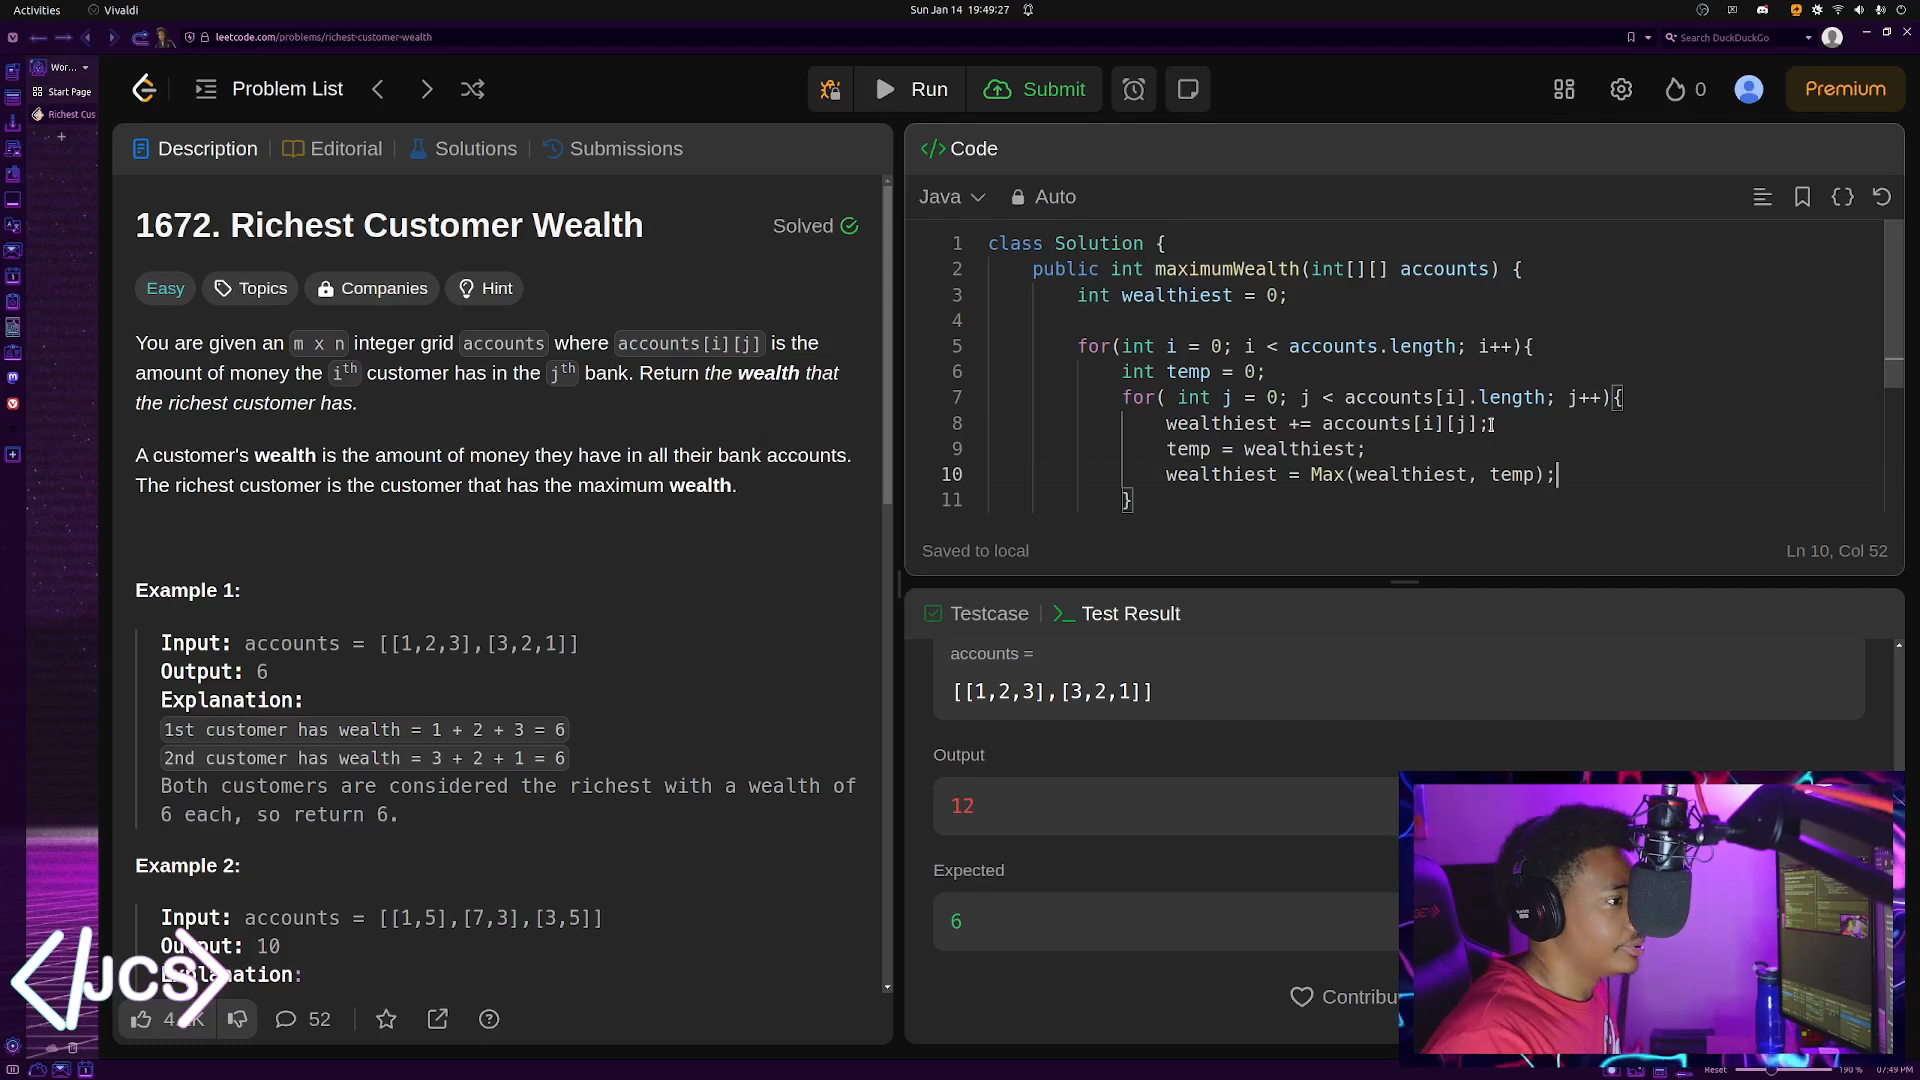 Activities
Vivaldi
Sun Jan 14 19:49:27
leetcode.com/problems/richest-customer-wealth
Search DuckDuckGo
Wor...
Start Page
Richest Cus
Problem List
Run
Submit
0
Premium
Description
Editorial
Solutions
Submissions
1672. Richest Customer Wealth
Solved
Easy
Topics
Companies
Hint
You are given an m x n integer grid accounts where accounts[i][j] is the
amount of money the ith customer has in the jth bank. Return the wealth that
the richest customer has.
A customer's wealth is the amount of money they have in all their bank accounts.
The richest customer is the customer that has the maximum wealth.
Example 1:
Input: accounts = [[1,2,3],[3,2,1]]
Output: 6
Explanation:
1st customer has wealth = 1 + 2 + 3 = 6
2nd customer has wealth = 3 + 2 + 1 = 6
Both customers are considered the richest with a wealth of
6 each, so return 6.
Example 2:
Input: accounts = [[1,5],[7,3],[3,5]]
Output: 10
Explanation:
</JCS>
52
</> Code
Java
Auto
1 class Solution {
2 public int maximumWealth(int[][] accounts) {
3 int wealthiest = 0;
4
5 for(int i = 0; i < accounts.length; i++){
6 int temp = 0;
7 for( int j = 0; j < accounts[i].length; j++){
8 wealthiest += accounts[i][j];
9 temp = wealthiest;
10 wealthiest = Max(wealthiest, temp);
11 }
Saved to local
Ln 10, Col 52
Testcase
Test Result
accounts =
[[1,2,3],[3,2,1]]
Output
12
Expected
6
Reset
190 %
07:49 PM